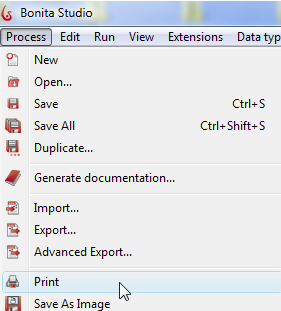 Bonita Studio
Process Edit Run View Extensions Data typ
New
Open...
Save Ctrl+S
Save All Ctrl+Shift+S
Duplicate...
Generate documentation...
Import...
Export...
Advanced Export...
Print
Save As Image